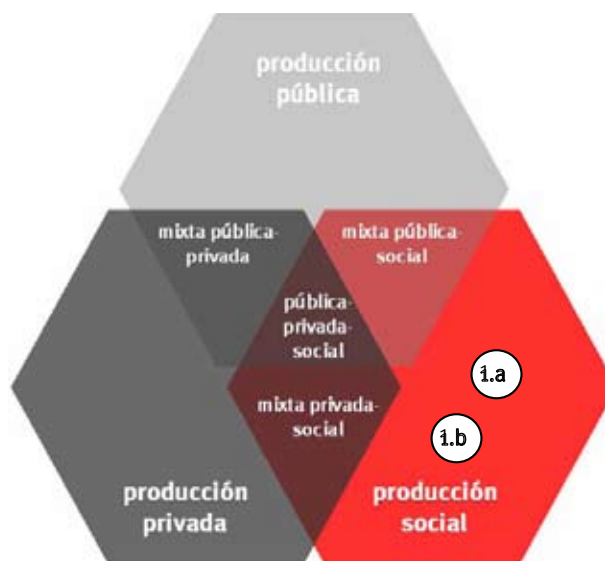 producción
pública
mixta pública-
privada
mixta pública-
social
pública-
privada-
social
mixta privada-
social
1.a
1.b
producción
privada
producción
social